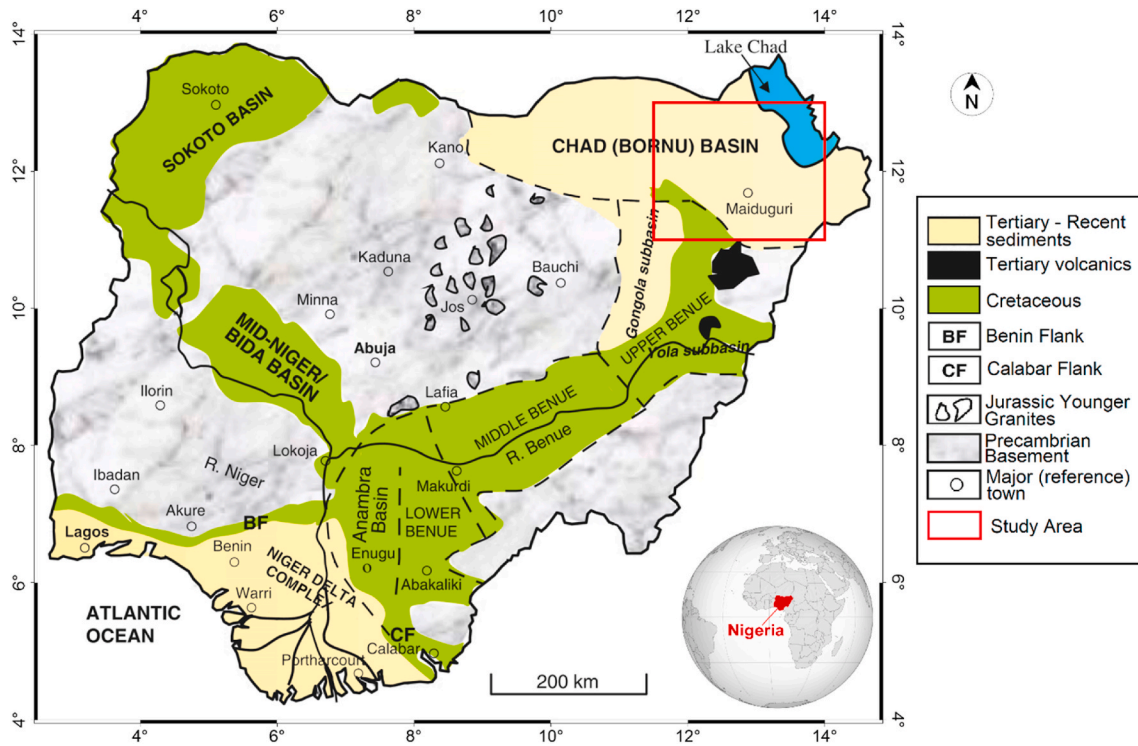 4°
6°
8°
10°
12°
14°
14°
14°
Lake Chad
N
Sokoto
SOKOTO BASIN
Kano
CHAD (BORNU) BASIN
12°
12°
Maiduguri
Kaduna
Bauchi
Gongola subbasin
Minna
Jos
10°
10°
UPPER BENUE
Yola subbasin
MID-NIGER/
BIDA BASIN
Abuja
Ilorin
Lafia
MIDDLE BENUE
R. Benue
8°
8°
Lokoja
R. Niger
Ibadan
Makurdi
Akure
Anambra
Basin
LOWER
BENUE
BF
Lagos
Benin
Enugu
Abakaliki
NIGER DELTA
COMPLEX
6°
6°
Warri
ATLANTIC
OCEAN
CF
Calabar
Portharcourt
200 km
Nigeria
4°
4°
4°
6°
8°
10°
12°
14°
Tertiary - Recent
sediments
Tertiary volcanics
Cretaceous
BF
Benin Flank
CF
Calabar Flank
Jurassic Younger
Granites
Precambrian
Basement
Major (reference)
town
Study Area